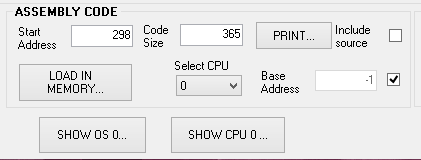 ASSEMBLY CODE
Start Address 298 Code Size 365 PRINT... Include source
LOAD IN MEMORY... Select CPU 0 Base Address -1
SHOW OS 0... SHOW CPU 0 ...